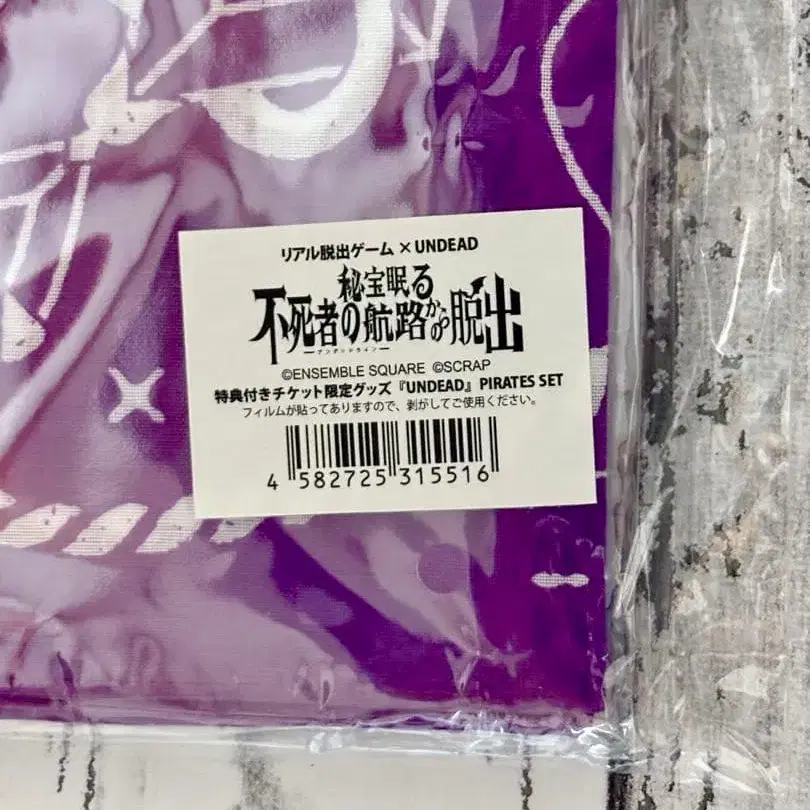 リアル脱出ゲーム × UNDEAD
秘宝眠る
不死者の航路から脱出
アンデッドライン
©ENSEMBLE SQUARE ©SCRAP
特典付きチケット限定グッズ『UNDEAD』PIRATES SET
フィルムが貼ってありますので、剥がしてご使用ください。
4 582725 315516